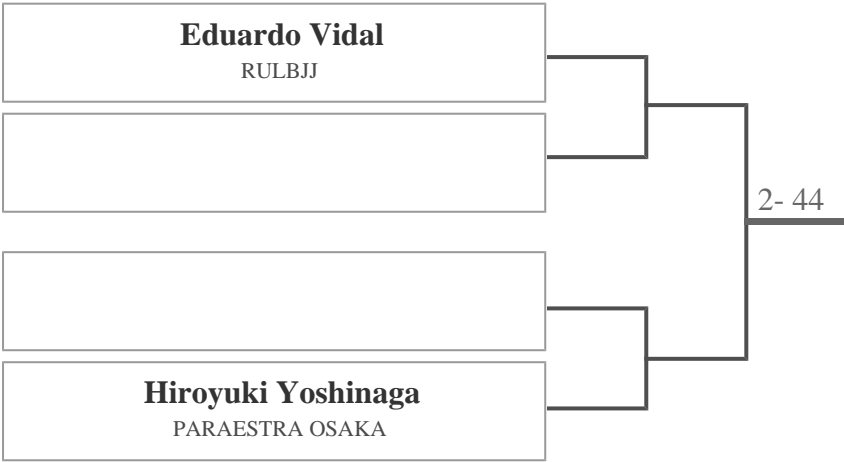 Eduardo Vidal
RULBJJ
2- 44
Hiroyuki Yoshinaga
PARAESTRA OSAKA